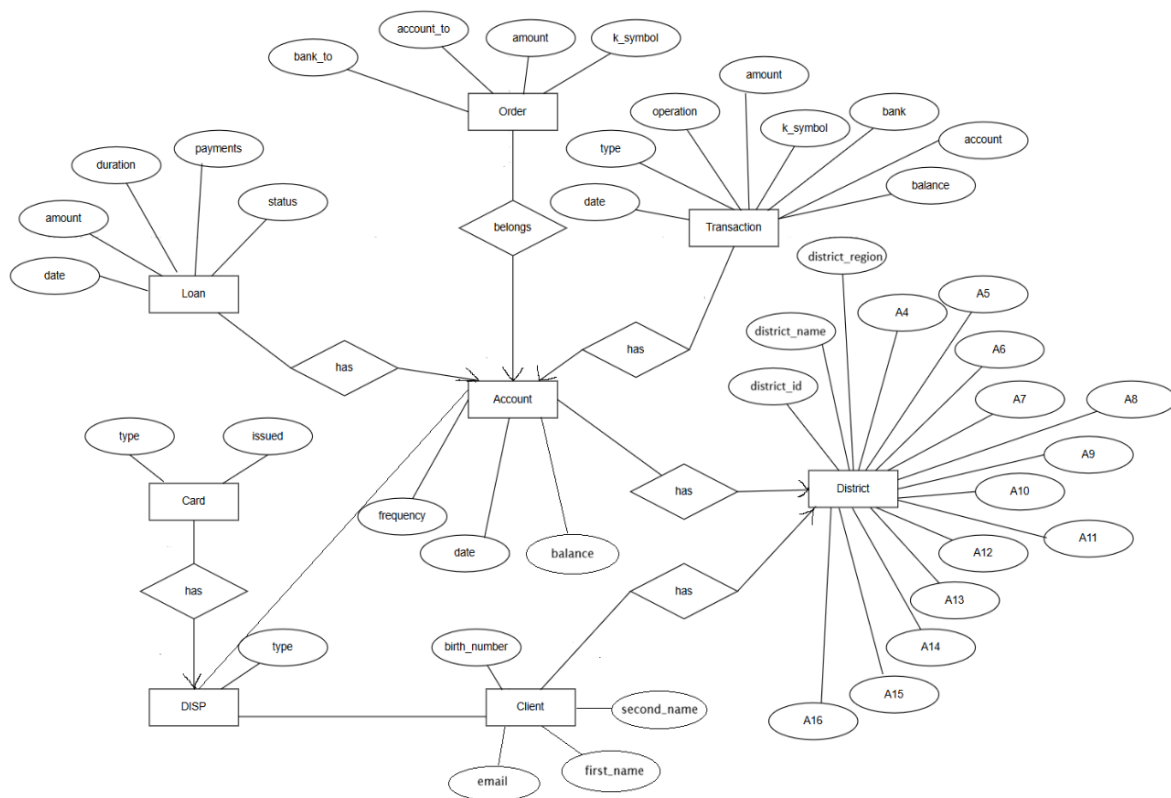 account_to
amount
k_symbol
bank_to
Order
amount
operation
k_symbol
bank
type
account
date
balance
Transaction
payments
duration
status
amount
date
Loan
belongs
district_region
A5
A4
district_name
A6
district_id
A7
A8
has
has
Account
District
A9
A10
A11
A12
A13
A14
A15
A16
type
issued
Card
has
frequency
date
balance
has
has
type
birth_number
DISP
Client
second_name
first_name
email